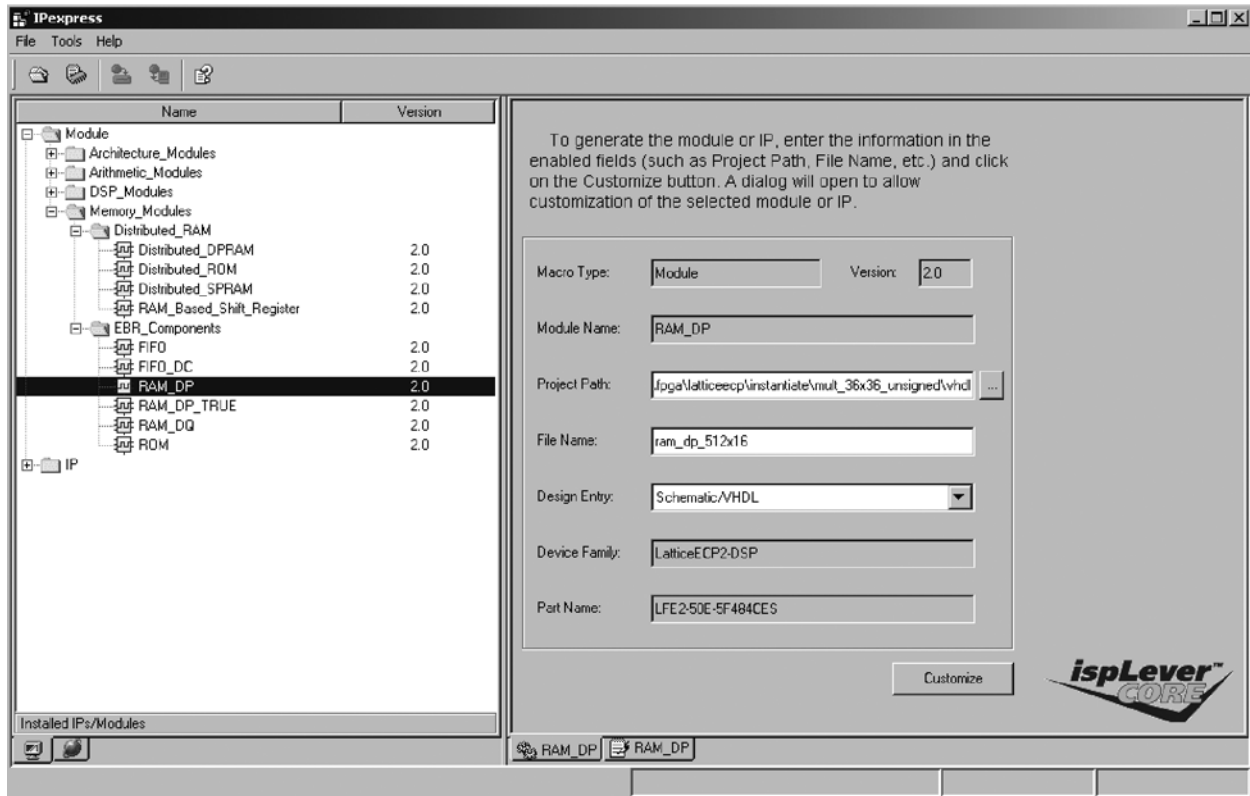 IPexpress
File Tools Help
Name Version
Module
Architecture_Modules
Arithmetic_Modules
DSP_Modules
Memory_Modules
Distributed_RAM
Distributed_DPRAM 2.0
Distributed_ROM 2.0
Distributed_SPRAM 2.0
RAM_Based_Shift_Register 2.0
EBR_Components
FIFO 2.0
FIFO_DC 2.0
RAM_DP 2.0
RAM_DP_TRUE 2.0
RAM_DQ 2.0
ROM 2.0
IP
Installed IPs/Modules
To generate the module or IP, enter the information in the
enabled fields (such as Project Path, File Name, etc.) and click
on the Customize button. A dialog will open to allow
customization of the selected module or IP.
Macro Type: Module Version: 2.0
Module Name: RAM_DP
Project Path: .fpga\latticeecp\instantiate\mult_36x36_unsigned\vhdl ...
File Name: ram_dp_512x16
Design Entry: Schematic/VHDL
Device Family: LatticeECP2-DSP
Part Name: LFE2-50E-5F484CES
Customize
ispLever™
CORE
RAM_DP RAM_DP